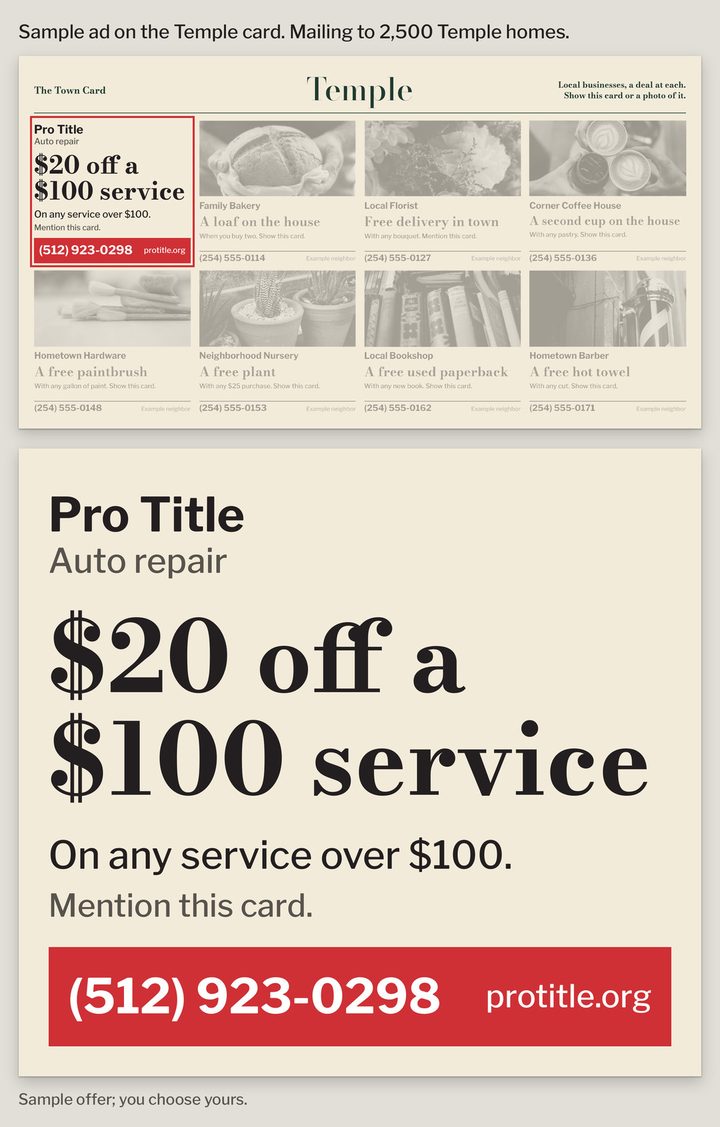 Sample ad on the Temple card. Mailing to 2,500 Temple homes.
The Town Card
Temple
Local businesses, a deal at each.
Show this card or a photo of it.
Pro Title
Auto repair
$20 off a
$100 service
On any service over $100.
Mention this card.
(512) 923-0298 protitle.org
Family Bakery
A loaf on the house
When you buy two. Show this card.
(254) 555-0114 Example neighbor
Local Florist
Free delivery in town
With any bouquet. Mention this card.
(254) 555-0127 Example neighbor
Corner Coffee House
A second cup on the house
With any pastry. Show this card.
(254) 555-0136 Example neighbor
Hometown Hardware
A free paintbrush
With any gallon of paint. Show this card.
(254) 555-0148 Example neighbor
Neighborhood Nursery
A free plant
With any $25 purchase. Show this card.
(254) 555-0153 Example neighbor
Local Bookshop
A free used paperback
With any new book. Show this card.
(254) 555-0162 Example neighbor
Hometown Barber
A free hot towel
With any cut. Show this card.
(254) 555-0171 Example neighbor
Pro Title
Auto repair
$20 off a
$100 service
On any service over $100.
Mention this card.
(512) 923-0298 protitle.org
Sample offer; you choose yours.